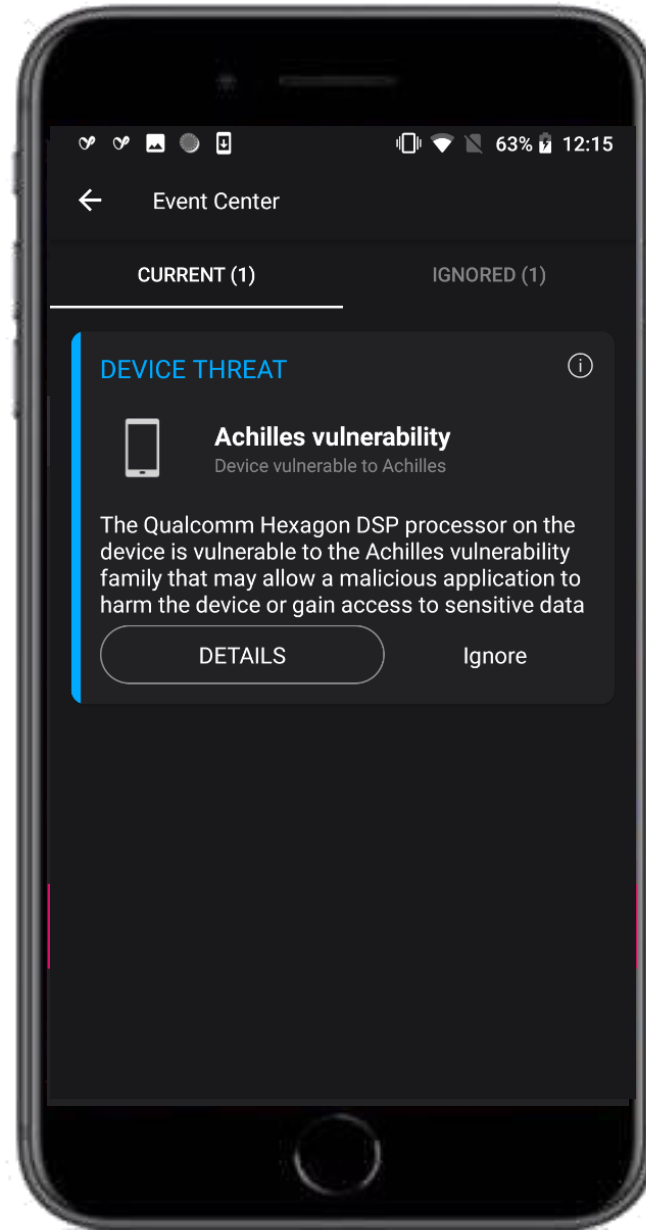 63% 12:15
Event Center
CURRENT (1) IGNORED (1)
DEVICE THREAT
Achilles vulnerability
Device vulnerable to Achilles
The Qualcomm Hexagon DSP processor on the
device is vulnerable to the Achilles vulnerability
family that may allow a malicious application to
harm the device or gain access to sensitive data
DETAILS Ignore